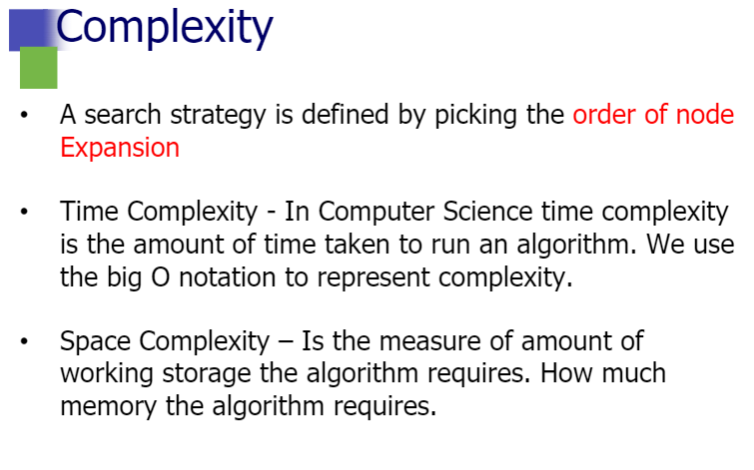 Complexity
• A search strategy is defined by picking the order of node
Expansion
• Time Complexity - In Computer Science time complexity
is the amount of time taken to run an algorithm. We use
the big O notation to represent complexity.
• Space Complexity – Is the measure of amount of
working storage the algorithm requires. How much
memory the algorithm requires.